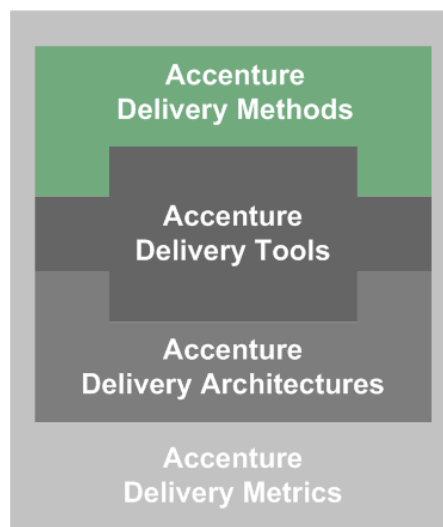 Accenture
Delivery Methods
Accenture
Delivery Tools
Accenture
Delivery Architectures
Accenture
Delivery Metrics